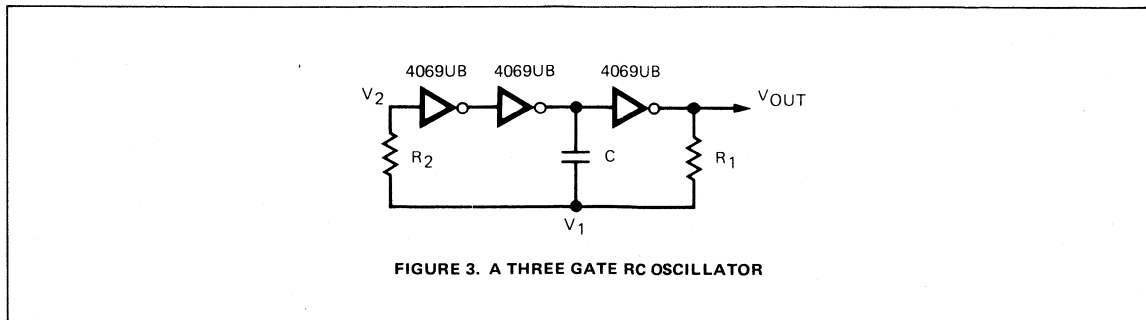 4069UB 4069UB 4069UB
V2
VOUT
R2
C
R1
V1
FIGURE 3. A THREE GATE RC OSCILLATOR